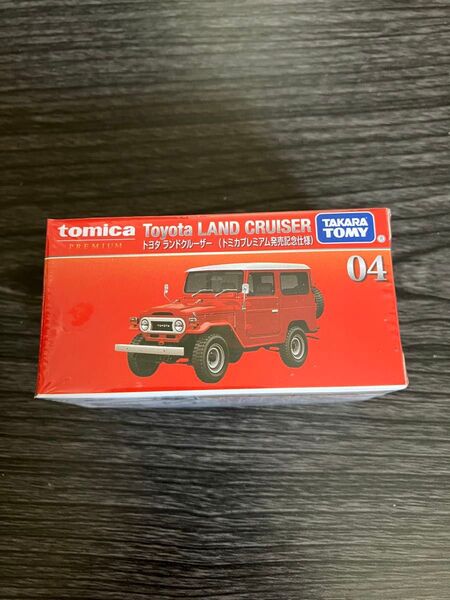 tomica
PREMIUM
Toyota LAND CRUISER
トヨタ ランドクルーザー (トミカプレミアム発売記念仕様)
TAKARA
TOMY
04
TOYOTA